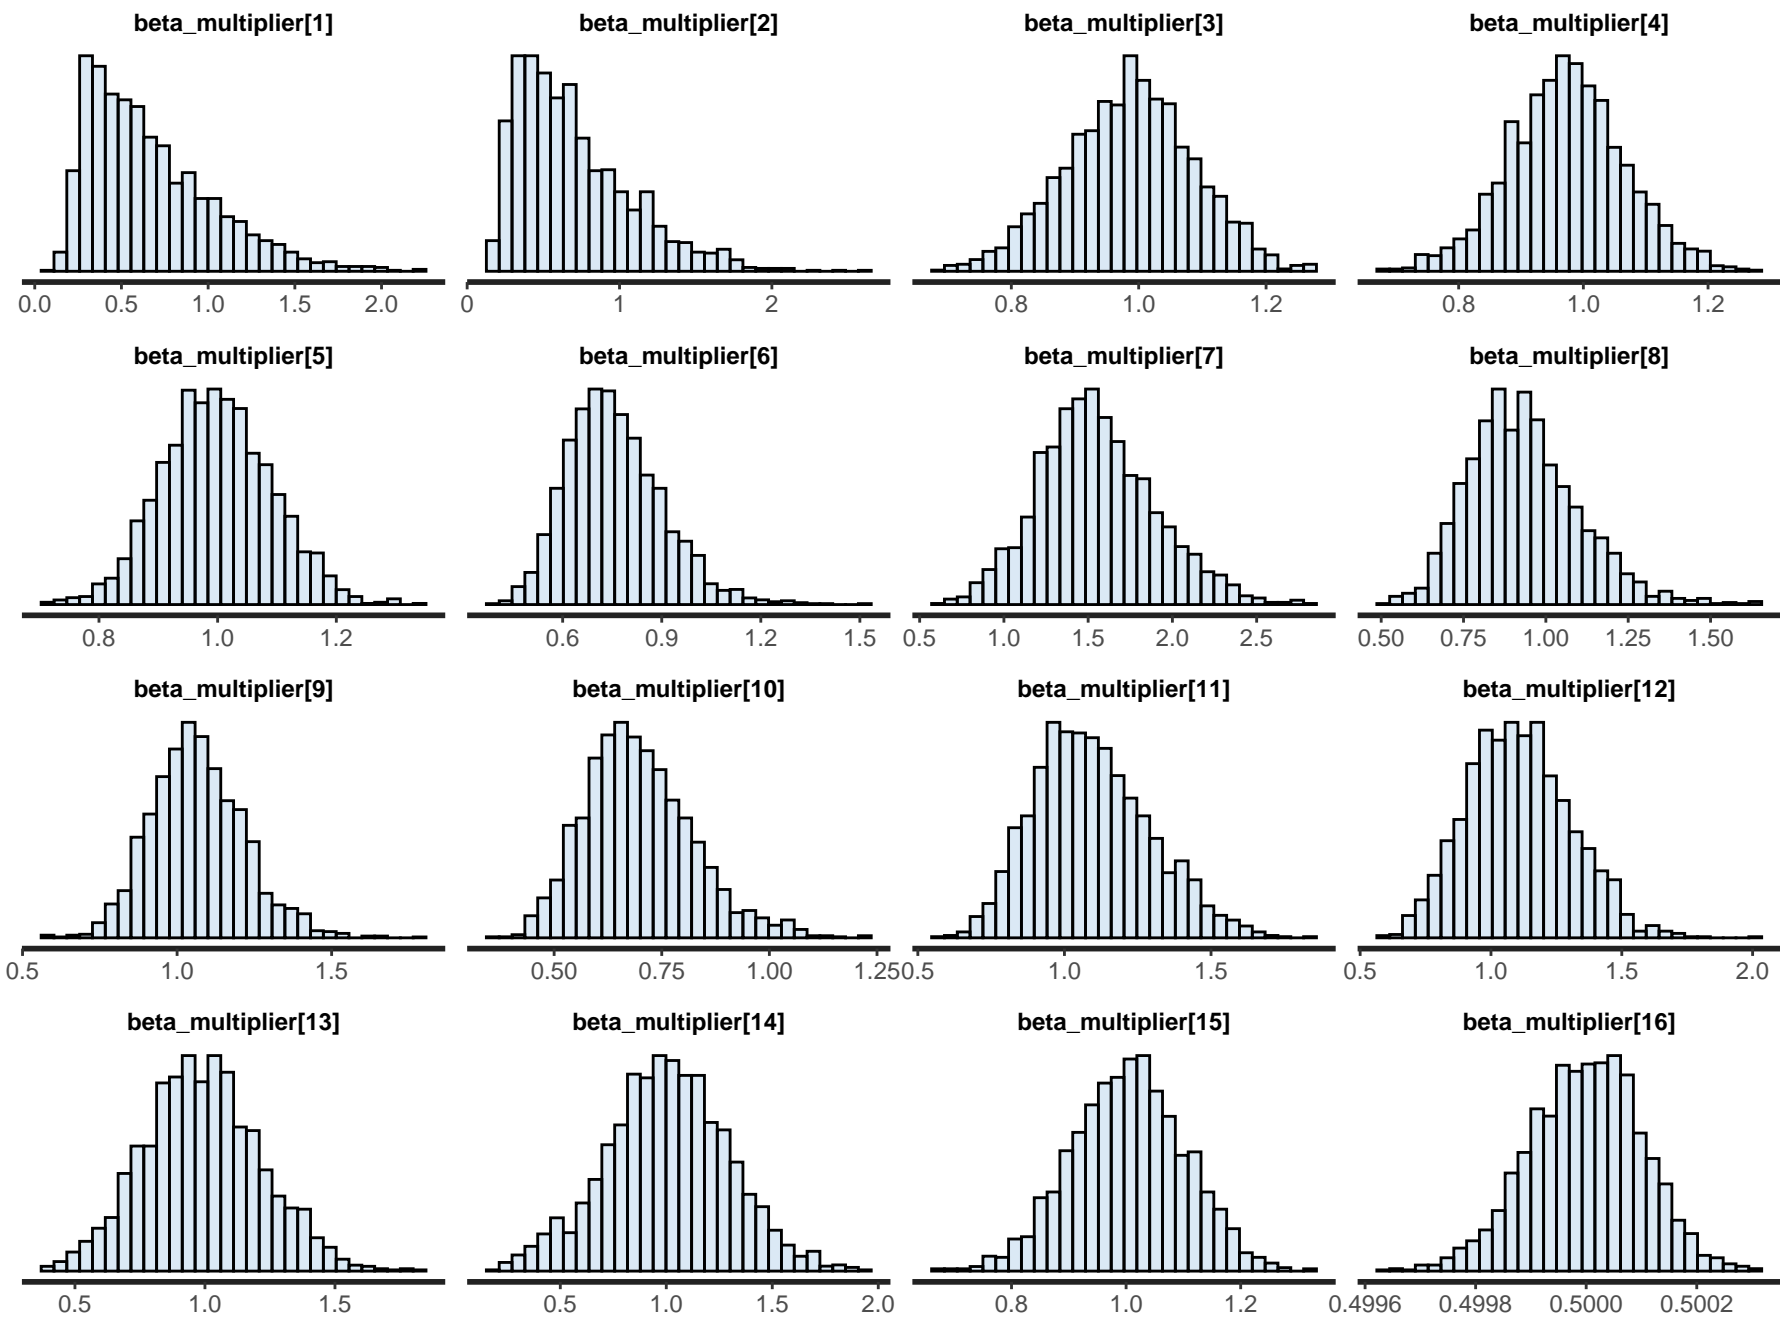 beta_multiplier[1] beta_multiplier[2] beta_multiplier[3] beta_multiplier[4]
0.0 0.5 1.0 1.5 2.0 0 1 2 0.8 1.0 1.2 0.8 1.0 1.2
beta_multiplier[5] beta_multiplier[6] beta_multiplier[7] beta_multiplier[8]
0.8 1.0 1.2 0.6 0.9 1.2 1.5 0.5 1.0 1.5 2.0 2.5 0.50 0.75 1.00 1.25 1.50
beta_multiplier[9] beta_multiplier[10] beta_multiplier[11] beta_multiplier[12]
0.5 1.0 1.5 0.50 0.75 1.00 1.25 0.5 1.0 1.5 0.5 1.0 1.5 2.0
beta_multiplier[13] beta_multiplier[14] beta_multiplier[15] beta_multiplier[16]
0.5 1.0 1.5 0.5 1.0 1.5 2.0 0.8 1.0 1.2 0.4996 0.4998 0.5000 0.5002